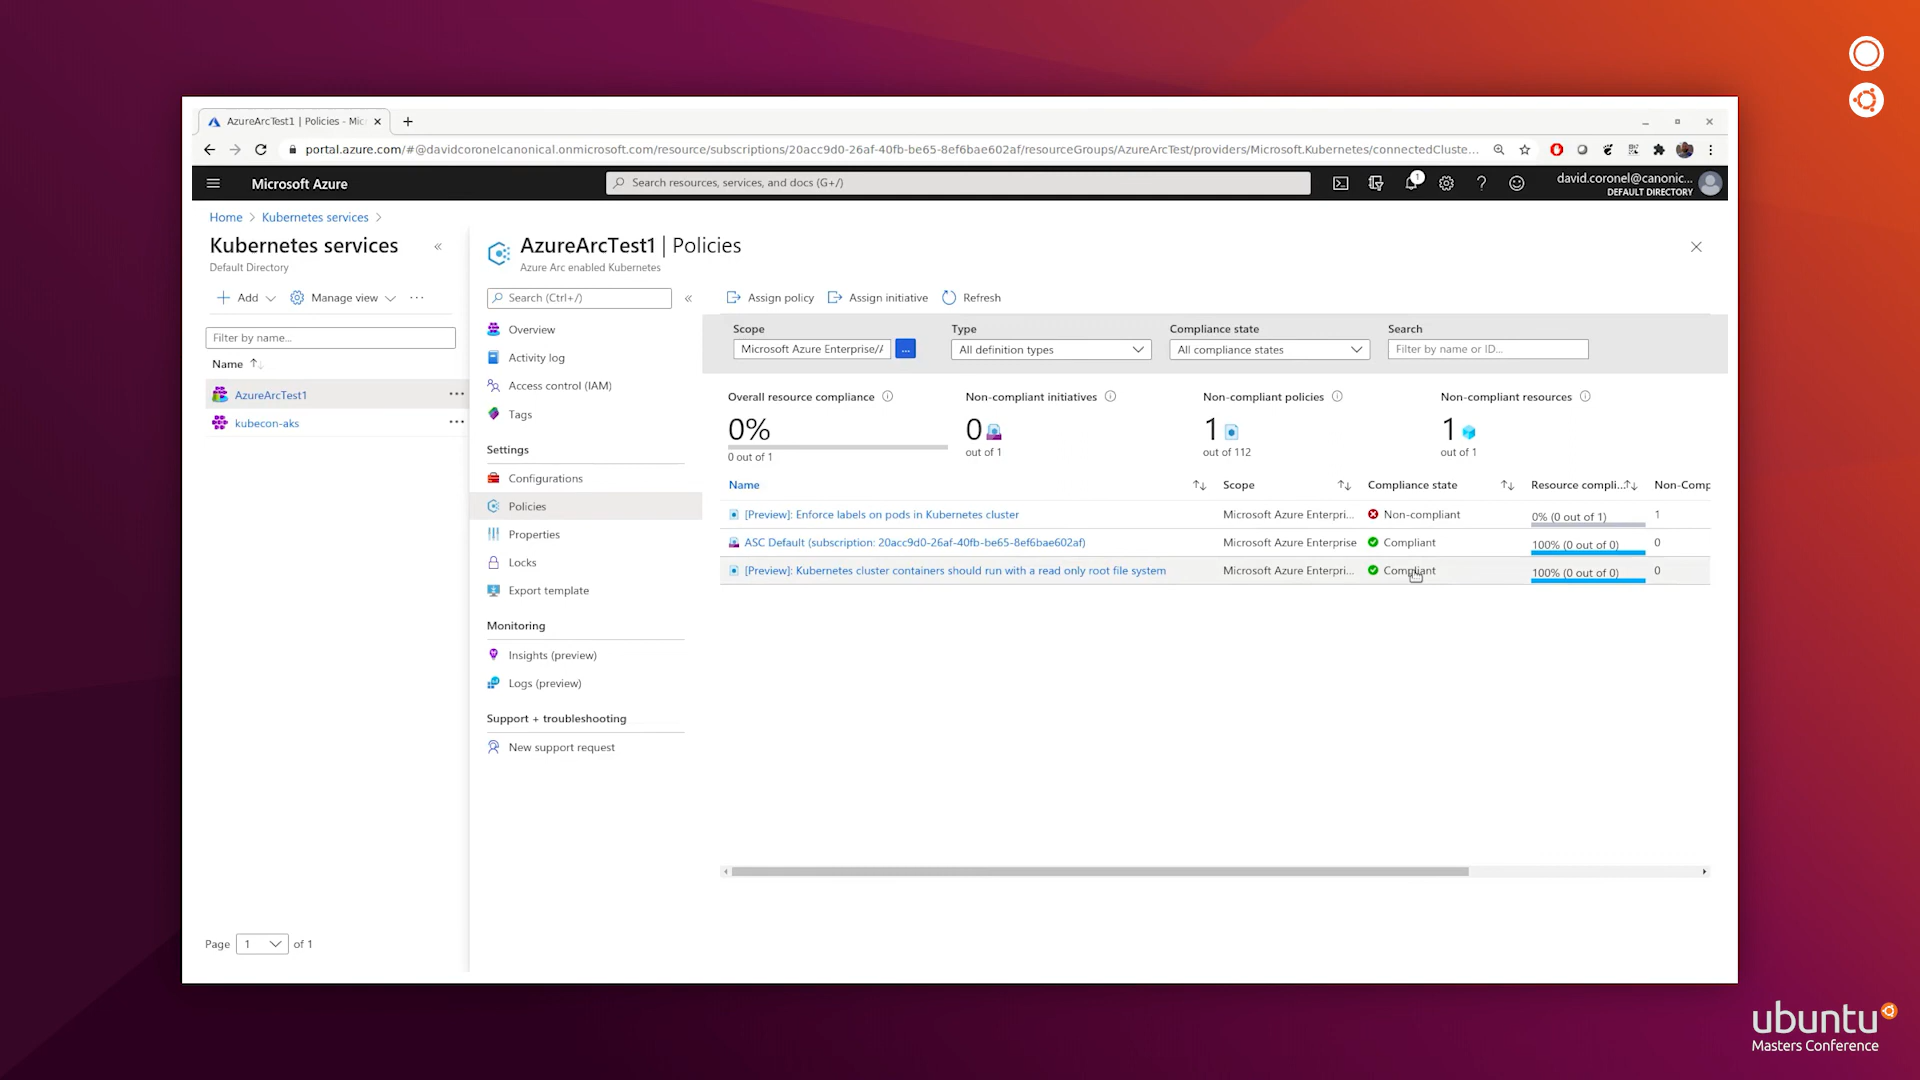 AzureArcTest1 | Policies - Mic
portal.azure.com/#@davidcoronelcanonical.onmicrosoft.com/resource/subscriptions/20acc9d0-26af-40fb-be65-8ef6bae602af/resourceGroups/AzureArcTest/providers/Microsoft.Kubernetes/connectedCluste...
Microsoft Azure
Search resources, services, and docs (G+/)
1
david.coronel@canonic...
DEFAULT DIRECTORY
Home > Kubernetes services >
Kubernetes services
Default Directory
Add
Manage view
Filter by name...
Name
AzureArcTest1
kubecon-aks
Page 1 of 1
AzureArcTest1 | Policies
Azure Arc enabled Kubernetes
Search (Ctrl+/)
Overview
Activity log
Access control (IAM)
Tags
Settings
Configurations
Policies
Properties
Locks
Export template
Monitoring
Insights (preview)
Logs (preview)
Support + troubleshooting
New support request
Assign policy
Assign initiative
Refresh
Scope
Type
Compliance state
Search
Microsoft Azure Enterprise//
...
All definition types
All compliance states
Filter by name or ID...
Overall resource compliance
0%
0 out of 1
Non-compliant initiatives
0
out of 1
Non-compliant policies
1
out of 112
Non-compliant resources
1
out of 1
Name Scope Compliance state Resource compli... Non-Comp
[Preview]: Enforce labels on pods in Kubernetes cluster Microsoft Azure Enterpri... Non-compliant 0% (0 out of 1) 1
ASC Default (subscription: 20acc9d0-26af-40fb-be65-8ef6bae602af) Microsoft Azure Enterprise Compliant 100% (0 out of 0) 0
[Preview]: Kubernetes cluster containers should run with a read only root file system Microsoft Azure Enterpri... Compliant 100% (0 out of 0) 0
ubuntu
Masters Conference